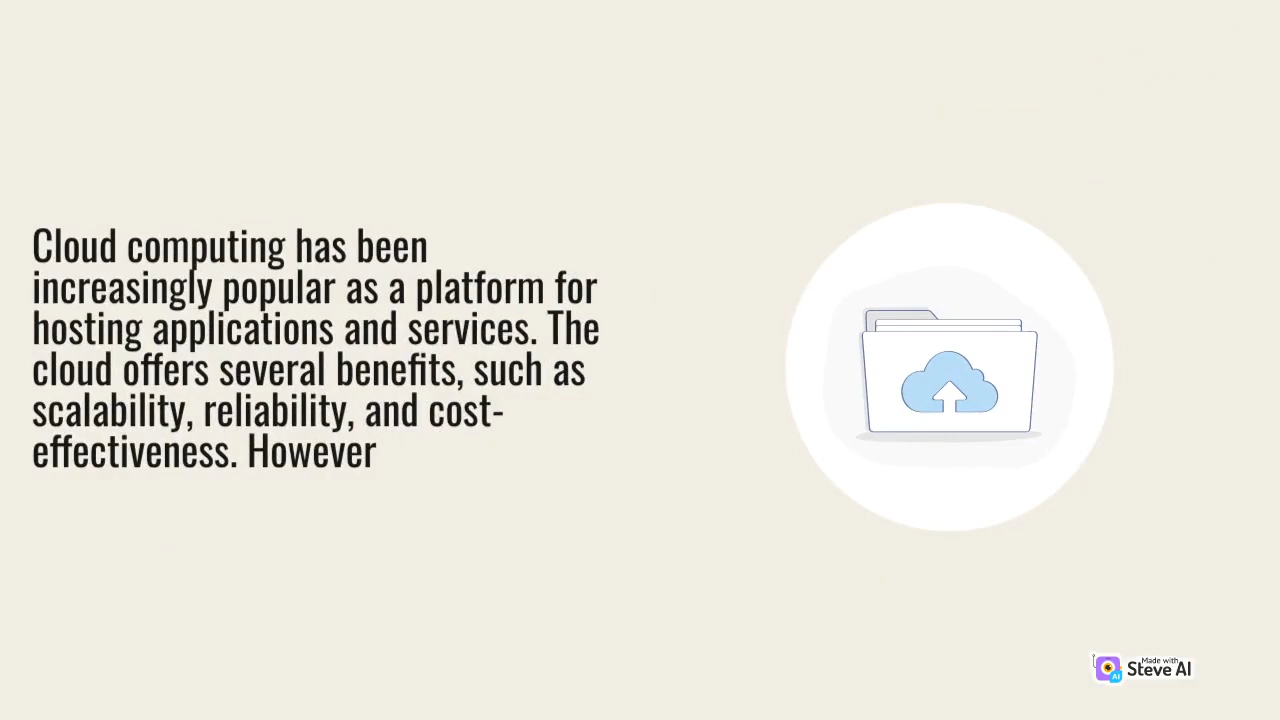 Cloud computing has been
increasingly popular as a platform for
hosting applications and services. The
cloud offers several benefits, such as
scalability, reliability, and cost-
effectiveness. However
Made with
Steve AI
AI